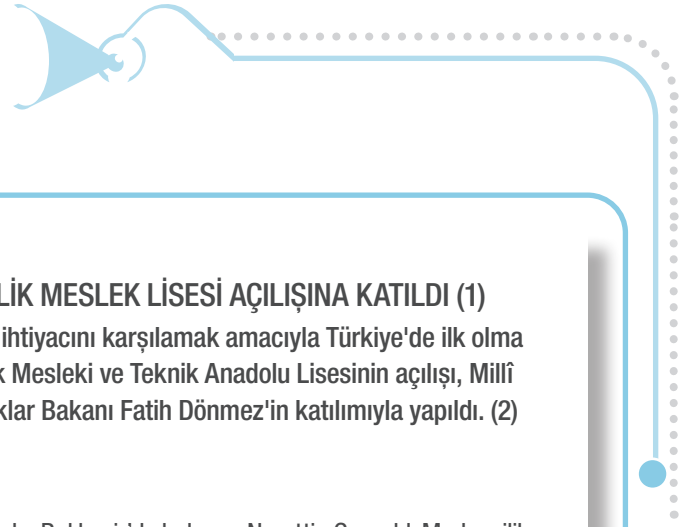 LİK MESLEK LİSESİ AÇILIŞINA KATILDI (1)
ihtiyacını karşılamak amacıyla Türkiye'de ilk olma
k Mesleki ve Teknik Anadolu Lisesinin açılışı, Millî
klar Bakanı Fatih Dönmez'in katılımıyla yapıldı. (2)